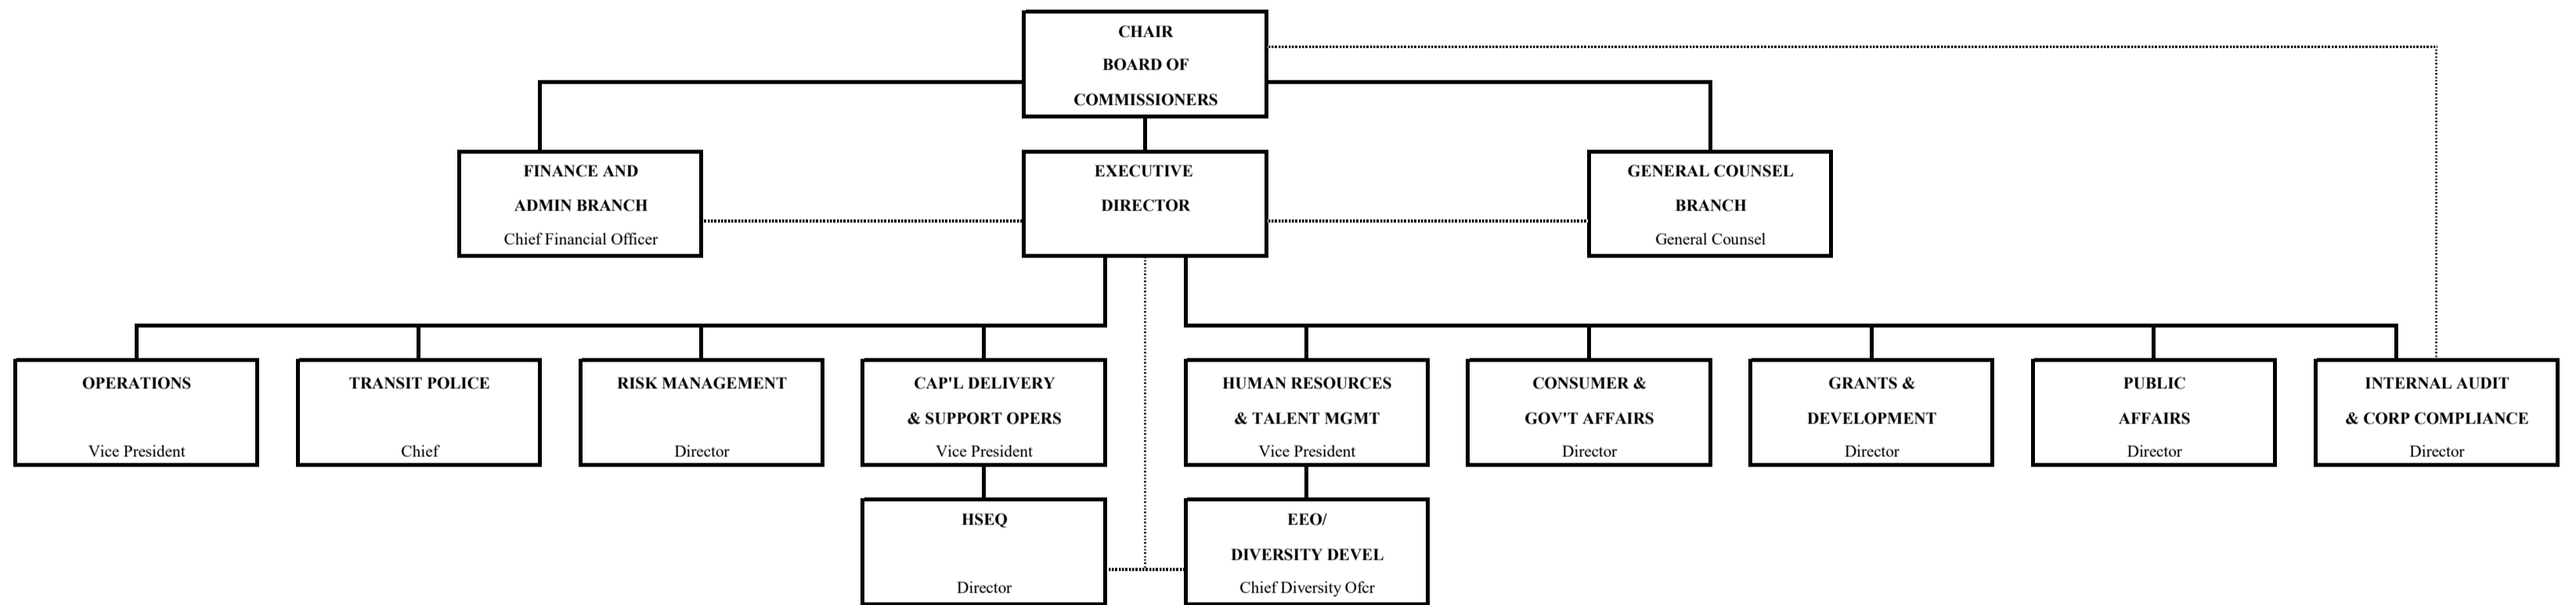 CHAIR
BOARD OF
COMMISSIONERS
FINANCE AND
ADMIN BRANCH
Chief Financial Officer
EXECUTIVE
DIRECTOR
GENERAL COUNSEL
BRANCH
General Counsel
OPERATIONS
Vice President
TRANSIT POLICE
Chief
RISK MANAGEMENT
Director
CAP'L DELIVERY
& SUPPORT OPERS
Vice President
HUMAN RESOURCES
& TALENT MGMT
Vice President
CONSUMER &
GOV'T AFFAIRS
Director
GRANTS &
DEVELOPMENT
Director
PUBLIC
AFFAIRS
Director
INTERNAL AUDIT
& CORP COMPLIANCE
Director
HSEQ
Director
EEO/
DIVERSITY DEVEL
Chief Diversity Ofcr